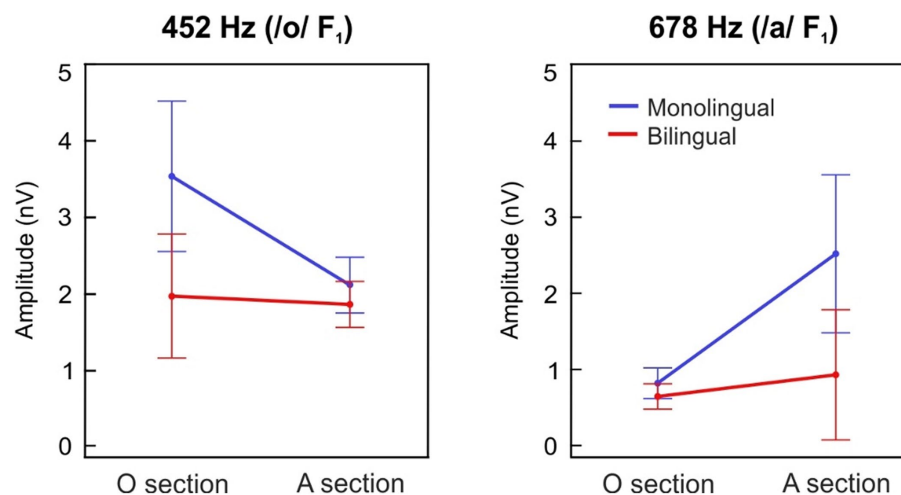 452 Hz (/o/ F₁)
5
4
3
2
1
0
Amplitude (nV)
O section A section
678 Hz (/a/ F₁)
5
4
3
2
1
0
Amplitude (nV)
Monolingual
Bilingual
O section A section